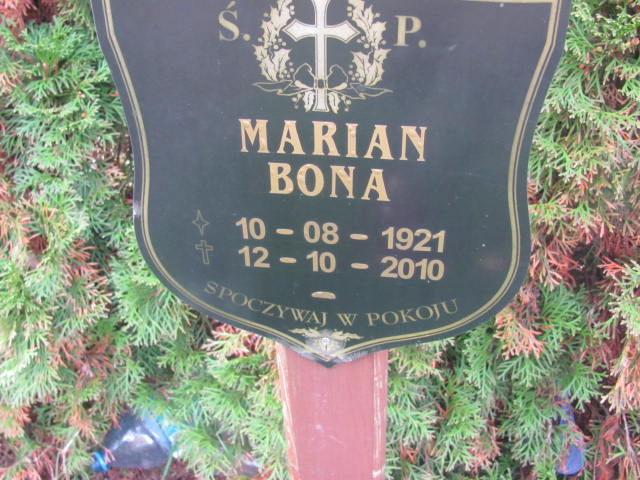 Ś. P.
MARIAN
BONA
10 - 08 - 1921
12 - 10 - 2010
SPOCZYWAJ W POKOJU